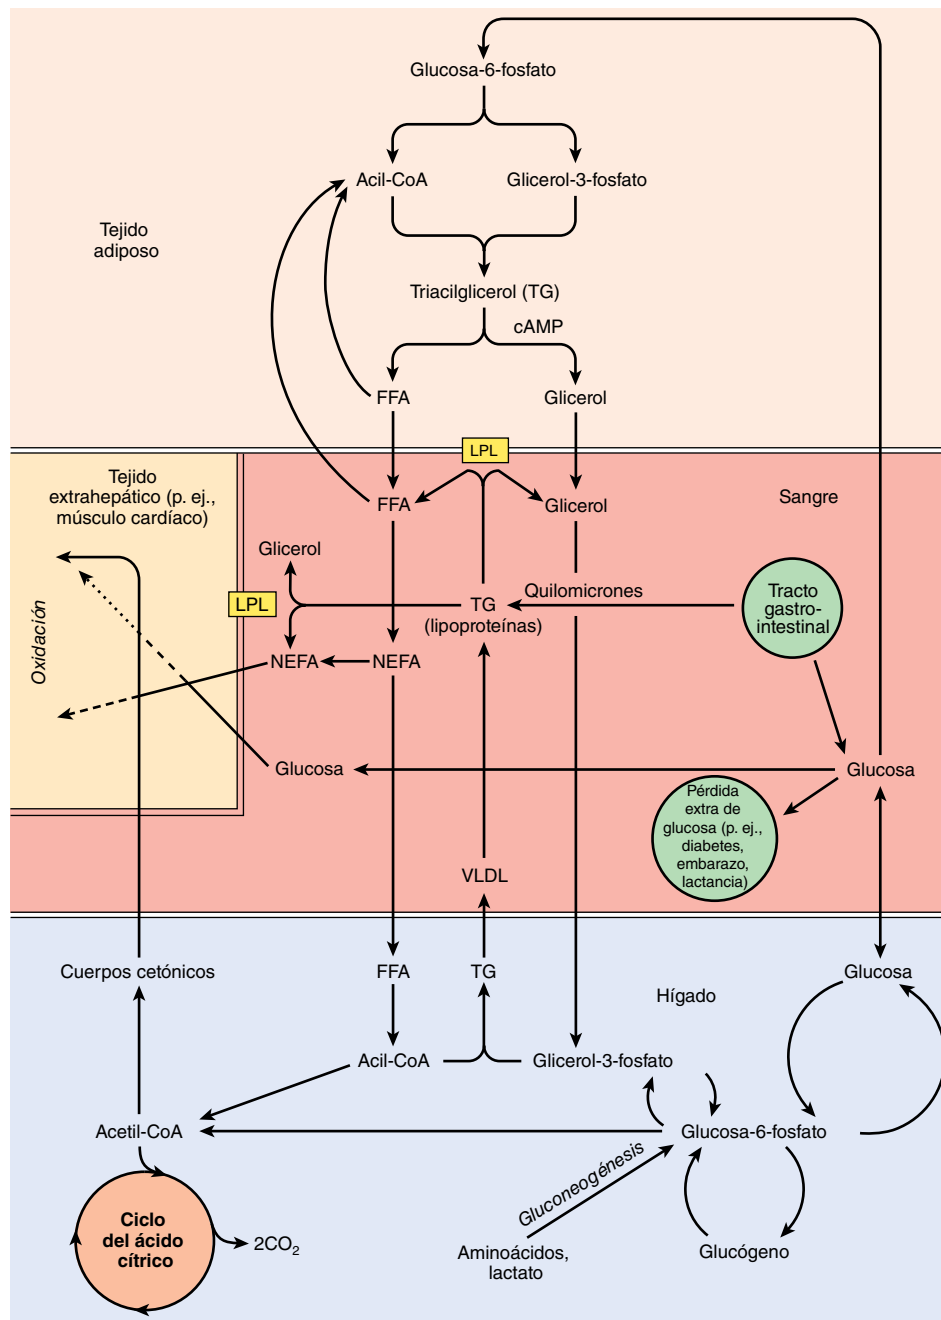 Glucosa-6-fosfato
Acil-CoA
Glicerol-3-fosfato
Tejido
adiposo
Triacilglicerol (TG)
cAMP
FFA
Glicerol
LPL
Tejido
extrahepático (p. ej.,
músculo cardíaco)
FFA
Glicerol
Sangre
Glicerol
LPL
Quilomicrones
TG
(lipoproteínas)
Tracto
gastro-
intestinal
Oxidación
NEFA
NEFA
Glucosa
Glucosa
Pérdida
extra de
glucosa (p. ej.,
diabetes,
embarazo,
lactancia)
VLDL
Cuerpos cetónicos
FFA
TG
Hígado
Glucosa
Acil-CoA
Glicerol-3-fosfato
Acetil-CoA
Glucosa-6-fosfato
Gluconeogénesis
Ciclo
del ácido
cítrico
2CO₂
Aminoácidos,
lactato
Glucógeno